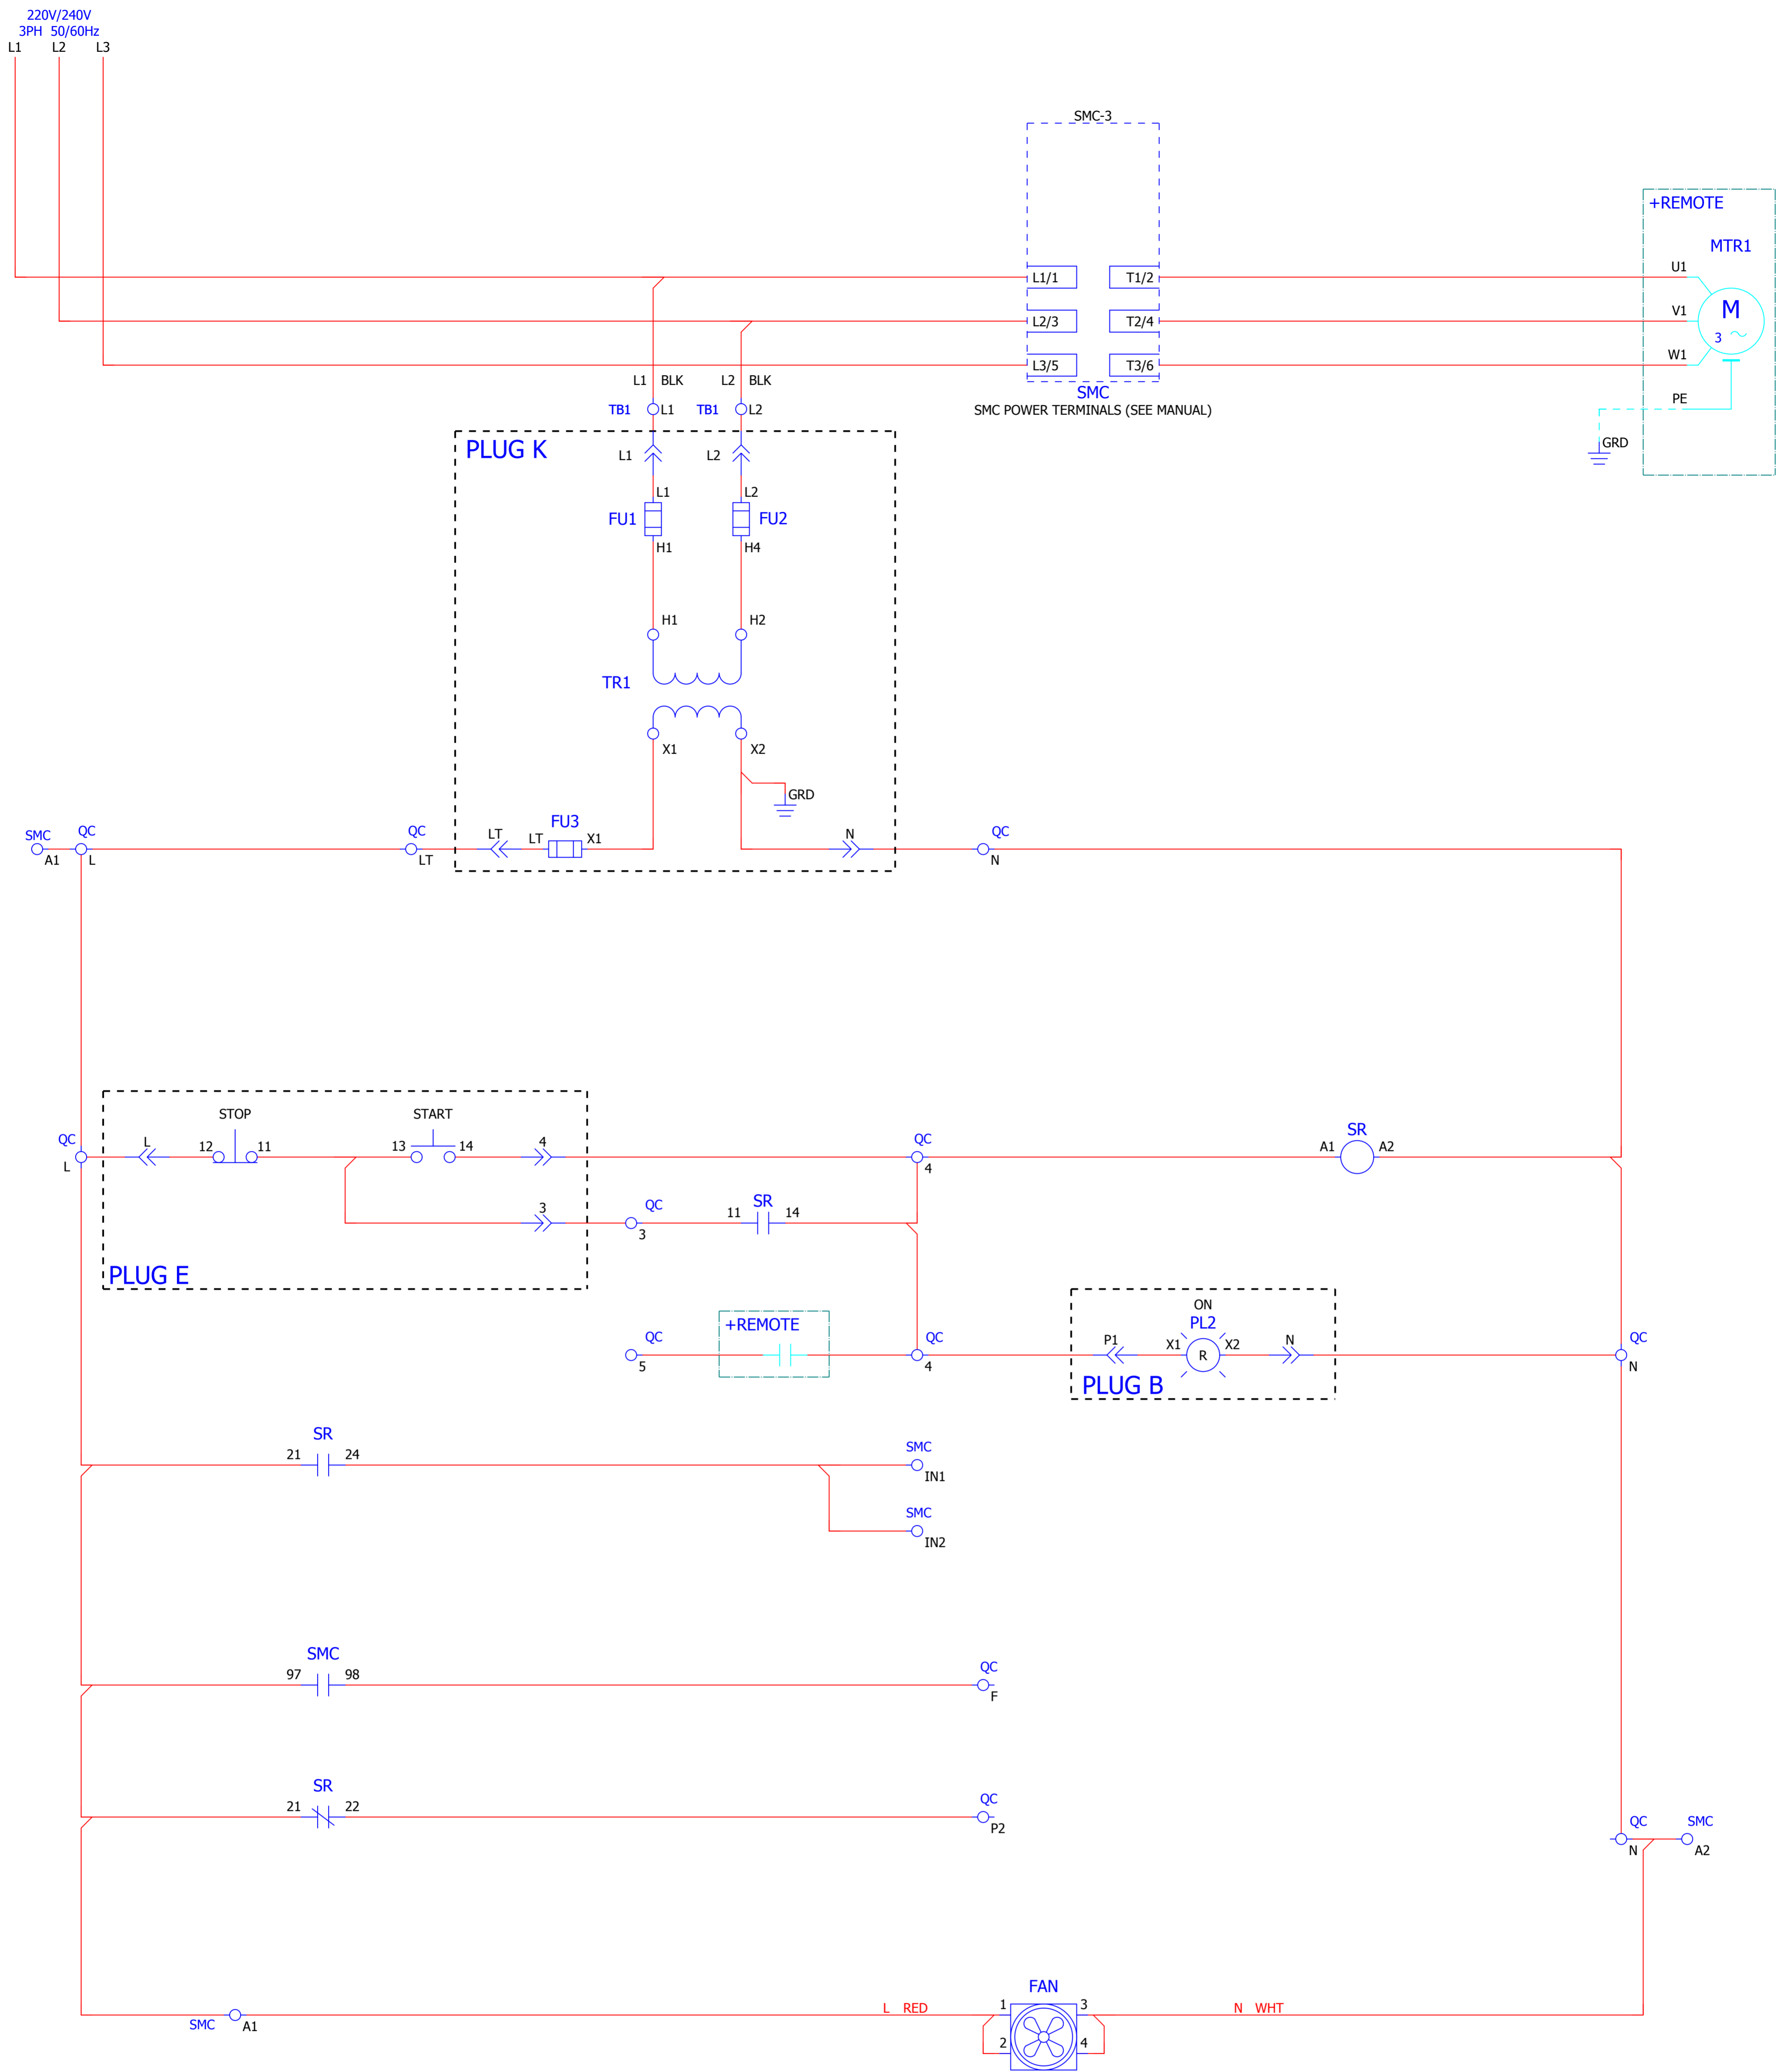 220V/240V
3PH 50/60Hz
L1 L2 L3
SMC-3
+REMOTE
MTR1
L1/1 T1/2 U1
M
3
L2/3 T2/4 V1
L3/5 T3/6 W1
L1 BLK L2 BLK
SMC
SMC POWER TERMINALS (SEE MANUAL)
PE
GRD
TB1 L1 TB1 L2
PLUG K
L1 L2
L1 L2
FU1 FU2
H1 H4
H1 H2
TR1
X1 X2
GRD
FU3
SMC QC QC LT LT X1 N QC
A1 L LT N
STOP START
QC L 12 11 13 14 4 QC A1 SR A2
L 4
3 QC 11 SR 14
3
PLUG E
ON
+REMOTE PL2
QC QC P1 X1 R X2 N QC
5 4 N
PLUG B
SR SMC
21 24 IN1
SMC
IN2
SMC
97 98 QC
F
SR
21 22 QC
P2
QC SMC
N A2
FAN
L RED 1 3 N WHT
SMC A1
2 4